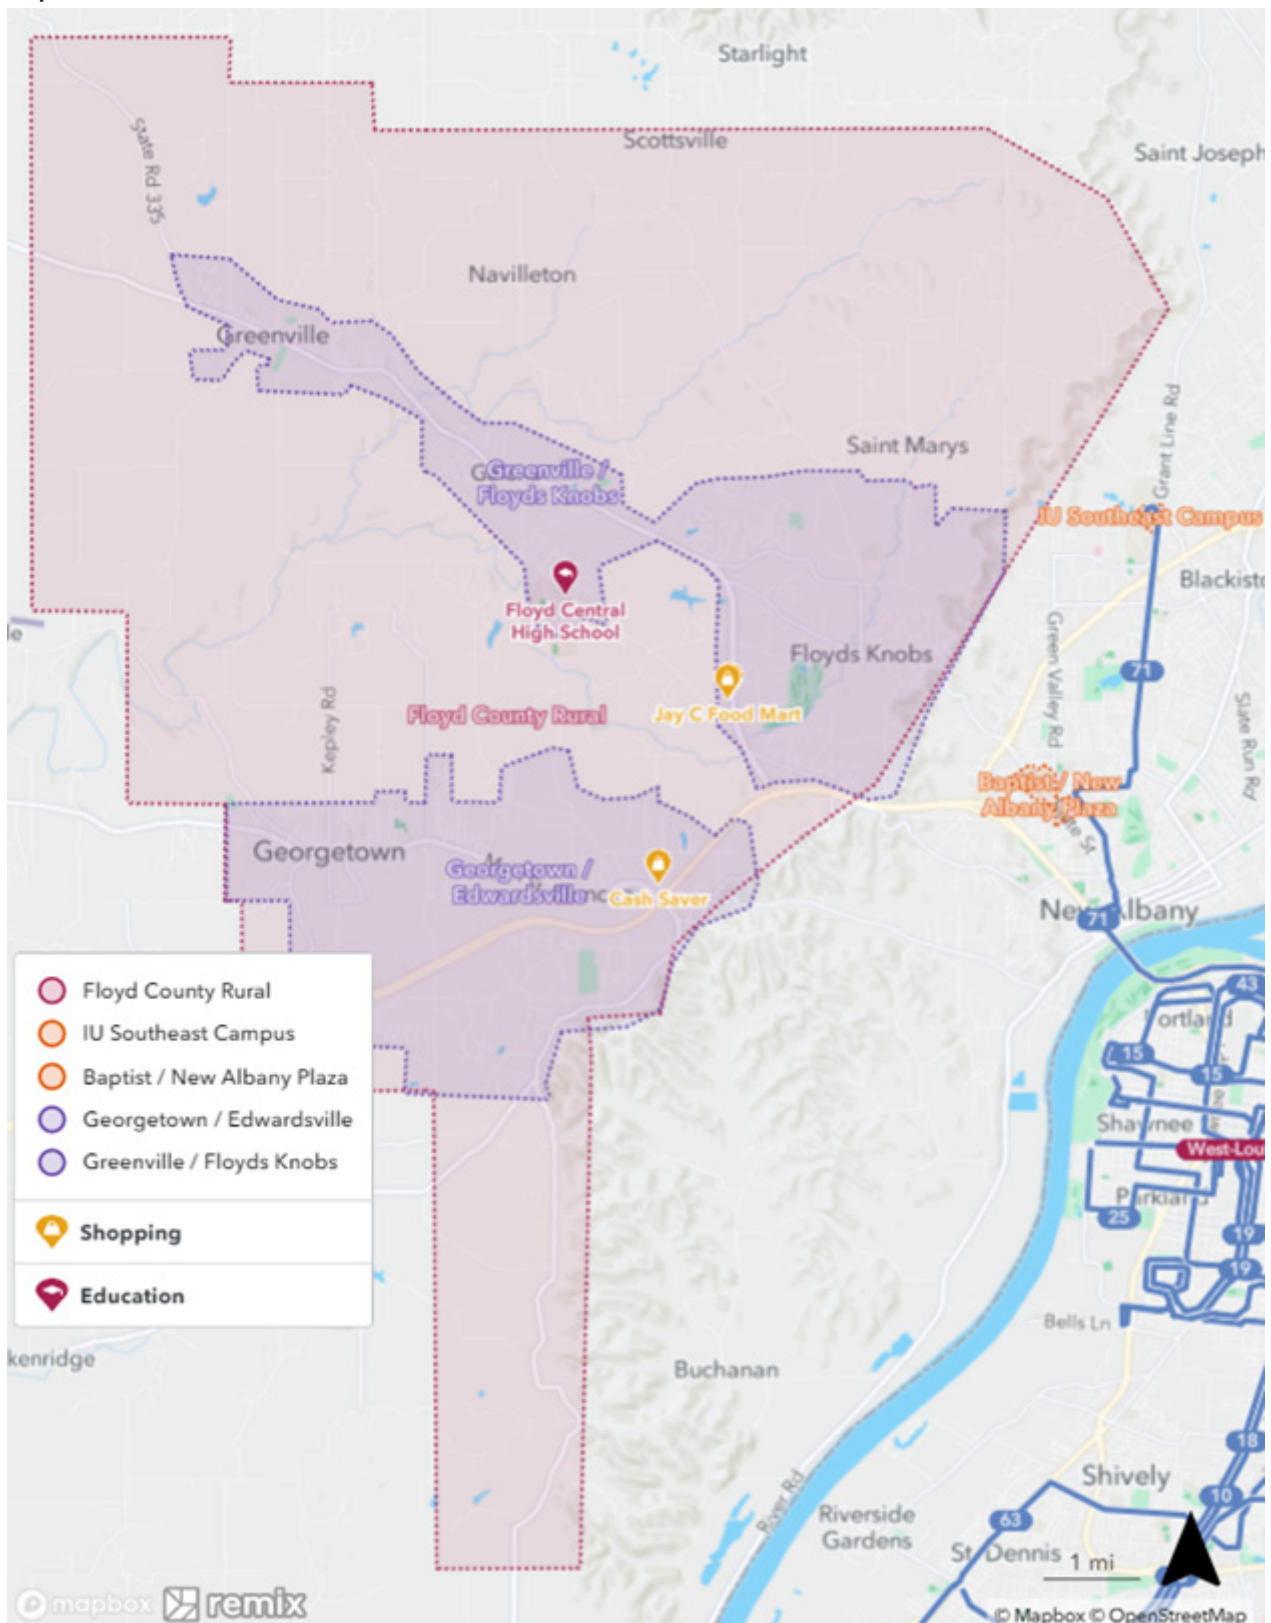 Starlight
Scottsville
Saint Joseph
State Rd 335
Navilleton
Greenville
Grant Line Rd
Saint Marys
Greenville /
Floyds Knobs
IU Southeast Campus
Blackisto
Floyd Central
High School
Green Valley Rd
Floyds Knobs
71
Kepley Rd
Floyd County Rural
Jay C Food Mart
Slate Run Rd
Baptist / New
Albany Plaza
State St
Georgetown
Georgetown /
Edwardsville
Cash Saver
New Albany
71
Floyd County Rural
IU Southeast Campus
Baptist / New Albany Plaza
Georgetown / Edwardsville
Greenville / Floyds Knobs
Shopping
Education
43
Portland
15
15
Shawnee
West-Lou
Parkland
25
19
19
Bells Ln
kenridge
Buchanan
18
Shively
10
River Rd
Riverside
Gardens
63
St. Dennis
1 mi
mapbox
remix
© Mapbox © OpenStreetMap